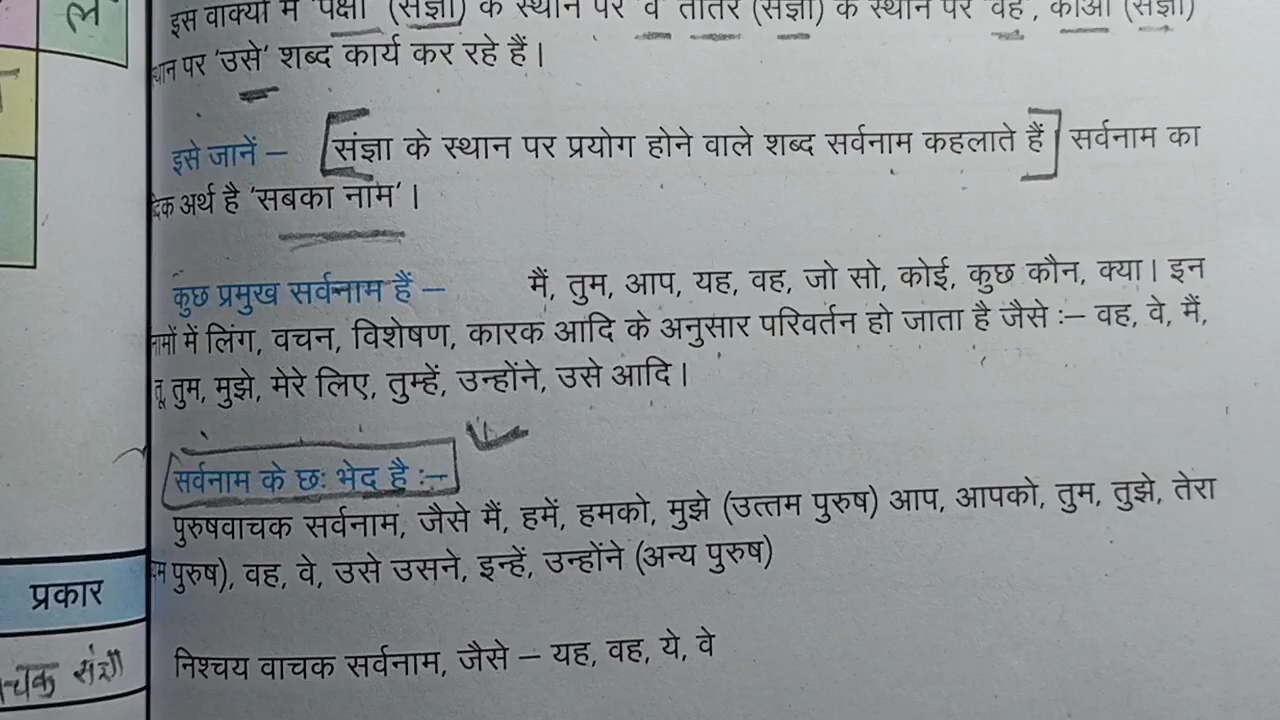 ल
इस वाक्यों में 'पक्षी' (संज्ञा) के स्थान पर 'वे' तीतर (संज्ञा) के स्थान पर 'वह', कौआ (संज्ञा)
स्थान पर 'उसे' शब्द कार्य कर रहे हैं।
इसे जानें – [संज्ञा के स्थान पर प्रयोग होने वाले शब्द सर्वनाम कहलाते हैं] सर्वनाम का
अर्थ है 'सबका नाम'।
कुछ प्रमुख सर्वनाम हैं – मैं, तुम, आप, यह, वह, जो सो, कोई, कुछ कौन, क्या। इन
में लिंग, वचन, विशेषण, कारक आदि के अनुसार परिवर्तन हो जाता है जैसे :– वह, वे, मैं,
तू, तुम, मुझे, मेरे लिए, तुम्हें, उन्होंने, उसे आदि।
सर्वनाम के छः भेद है :–
पुरुषवाचक सर्वनाम, जैसे मैं, हमें, हमको, मुझे (उत्तम पुरुष) आप, आपको, तुम, तुझे, तेरा
पुरुष), वह, वे, उसे उसने, इन्हें, उन्होंने (अन्य पुरुष)
प्रकार
निश्चय वाचक सर्वनाम, जैसे – यह, वह, ये, वे
चक संज्ञा